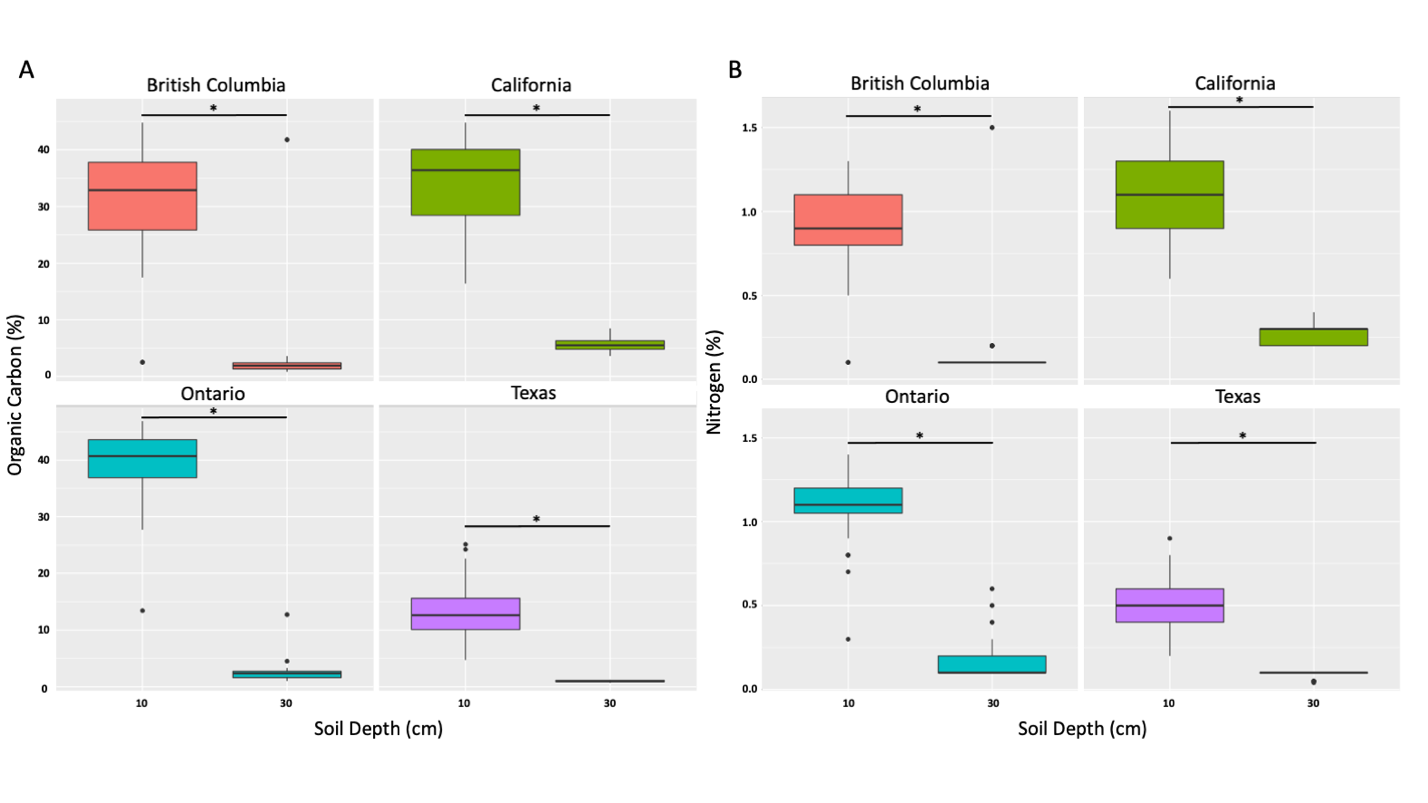 A
British Columbia
California
*
*
40
30
20
10
0
Ontario
Texas
*
*
40
30
20
10
0
10
30
10
30
Organic Carbon (%)
Soil Depth (cm)
B
British Columbia
California
*
*
1.5
1.0
0.5
0.0
Ontario
Texas
*
*
1.5
1.0
0.5
0.0
10
30
10
30
Nitrogen (%)
Soil Depth (cm)